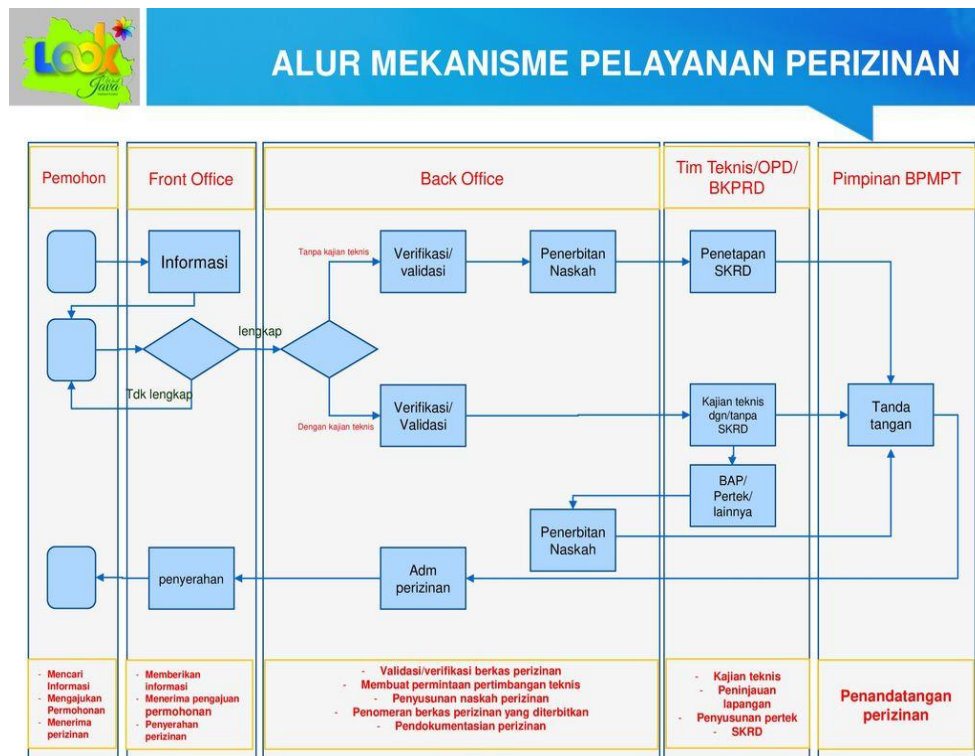 Look
Java
ALUR MEKANISME PELAYANAN PERIZINAN
Pemohon
Front Office
Back Office
Tim Teknis/OPD/
BKPRD
Pimpinan BPMPT
Informasi
Tanpa kajian teknis
Verifikasi/
validasi
Penerbitan
Naskah
Penetapan
SKRD
lengkap
Tdk lengkap
Dengan kajian teknis
Verifikasi/
Validasi
Kajian teknis
dgn/tanpa
SKRD
Tanda
tangan
BAP/
Pertek/
lainnya
Penerbitan
Naskah
penyerahan
Adm
perizinan
- Mencari
Informasi
- Mengajukan
Permohonan
- Menerima
perizinan
- Memberikan
informasi
- Menerima pengajuan
permohonan
- Penyerahan
perizinan
- Validasi/verifikasi berkas perizinan
- Membuat permintaan pertimbangan teknis
- Penyusunan naskah perizinan
- Penomeran berkas perizinan yang diterbitkan
- Pendokumentasian perizinan
- Kajian teknis
- Peninjauan
lapangan
- Penyusunan pertek
- SKRD
Penandatangan
perizinan